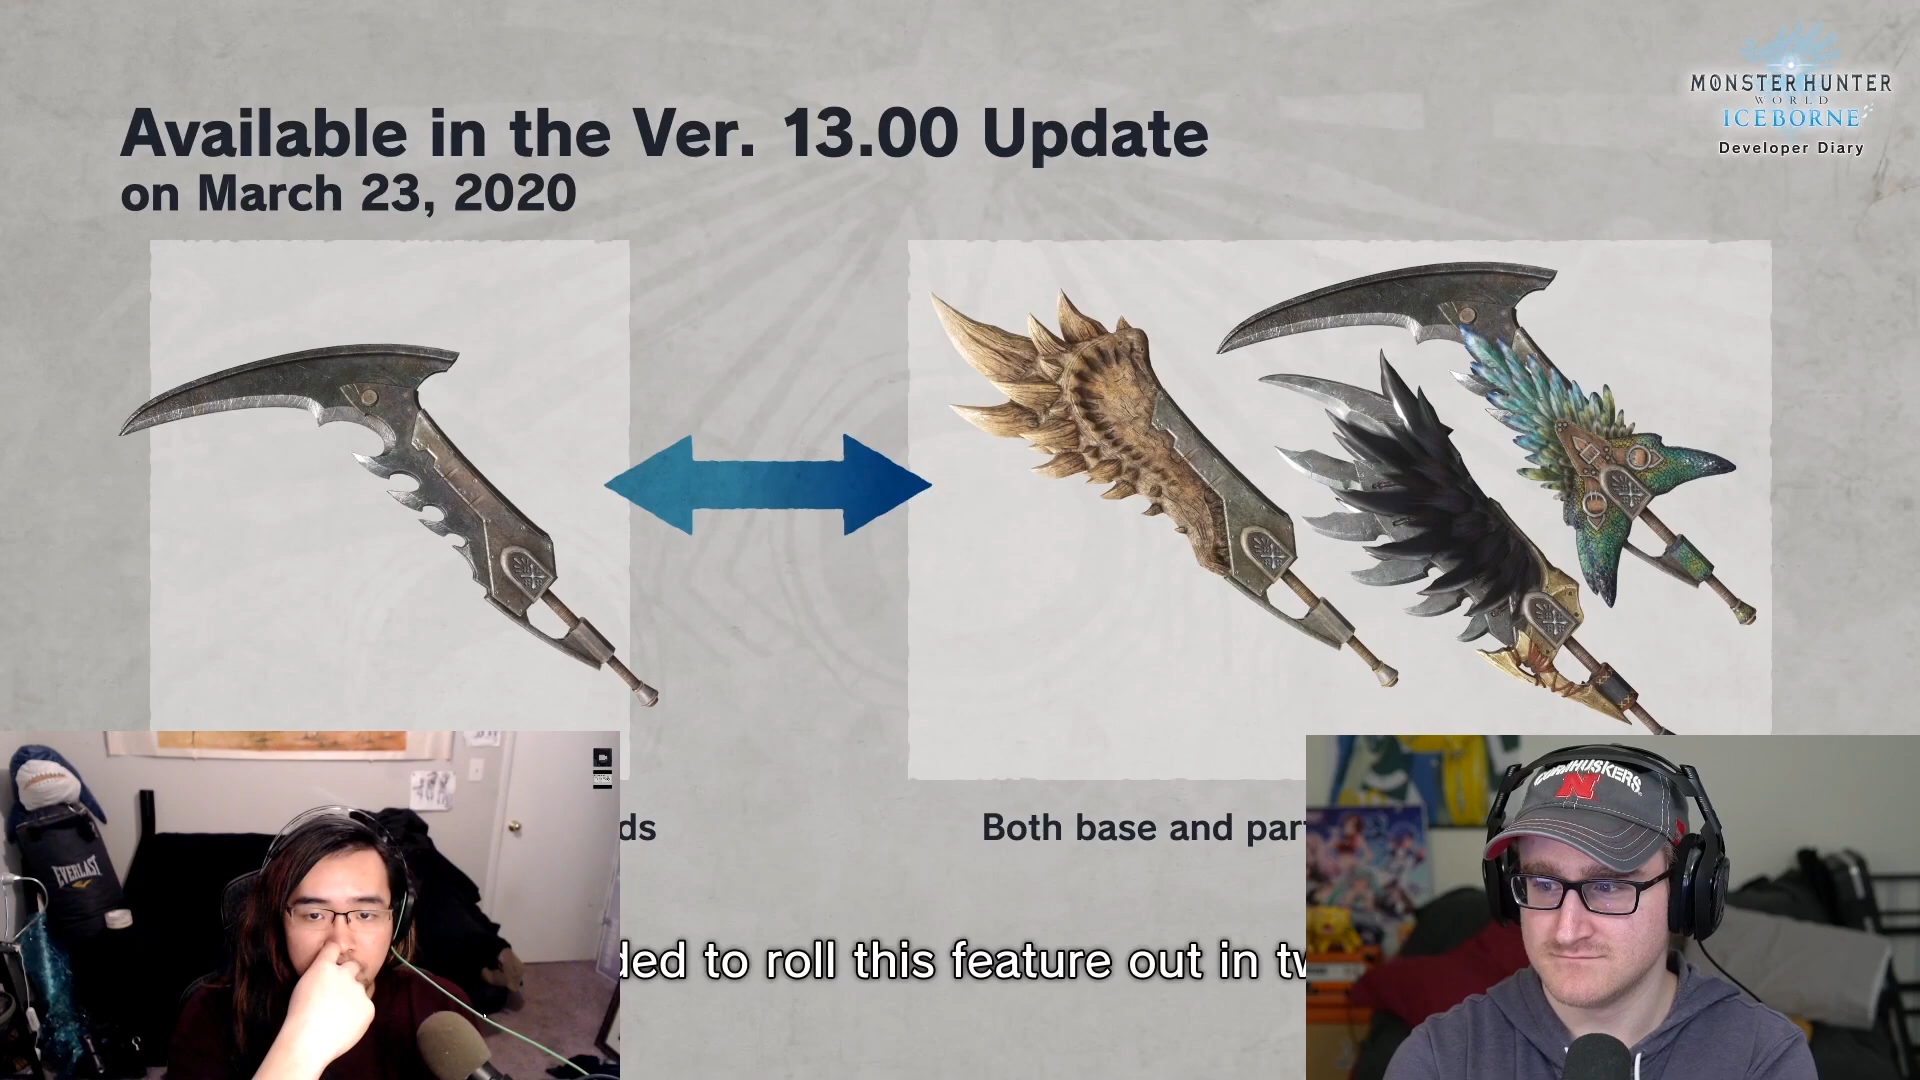 MONSTER HUNTER
WORLD
ICEBORNE
Developer Diary
Available in the Ver. 13.00 Update
on March 23, 2020
ds
Both base and par
ded to roll this feature out in tw
EVERLAST
CORNHUSKERS
N